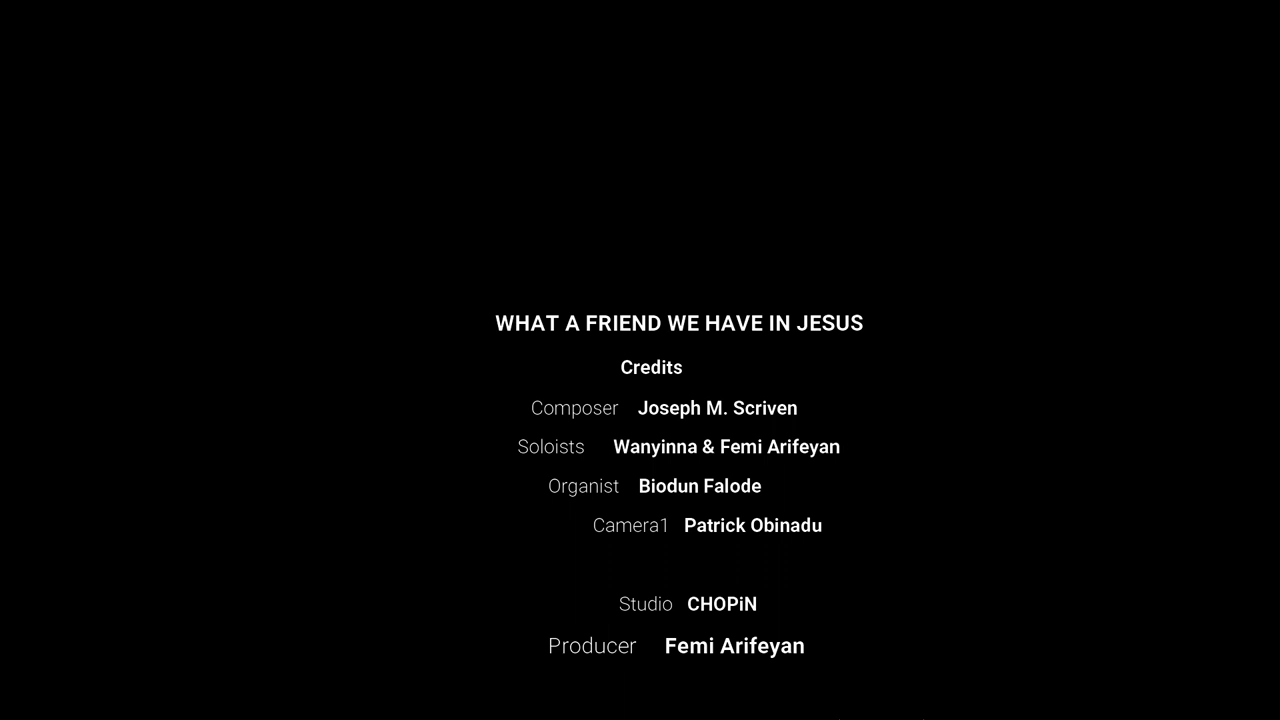 WHAT A FRIEND WE HAVE IN JESUS
Credits
Composer Joseph M. Scriven
Soloists Wanyinna & Femi Arifeyan
Organist Biodun Falode
Camera1 Patrick Obinadu
Studio CHOPiN
Producer Femi Arifeyan